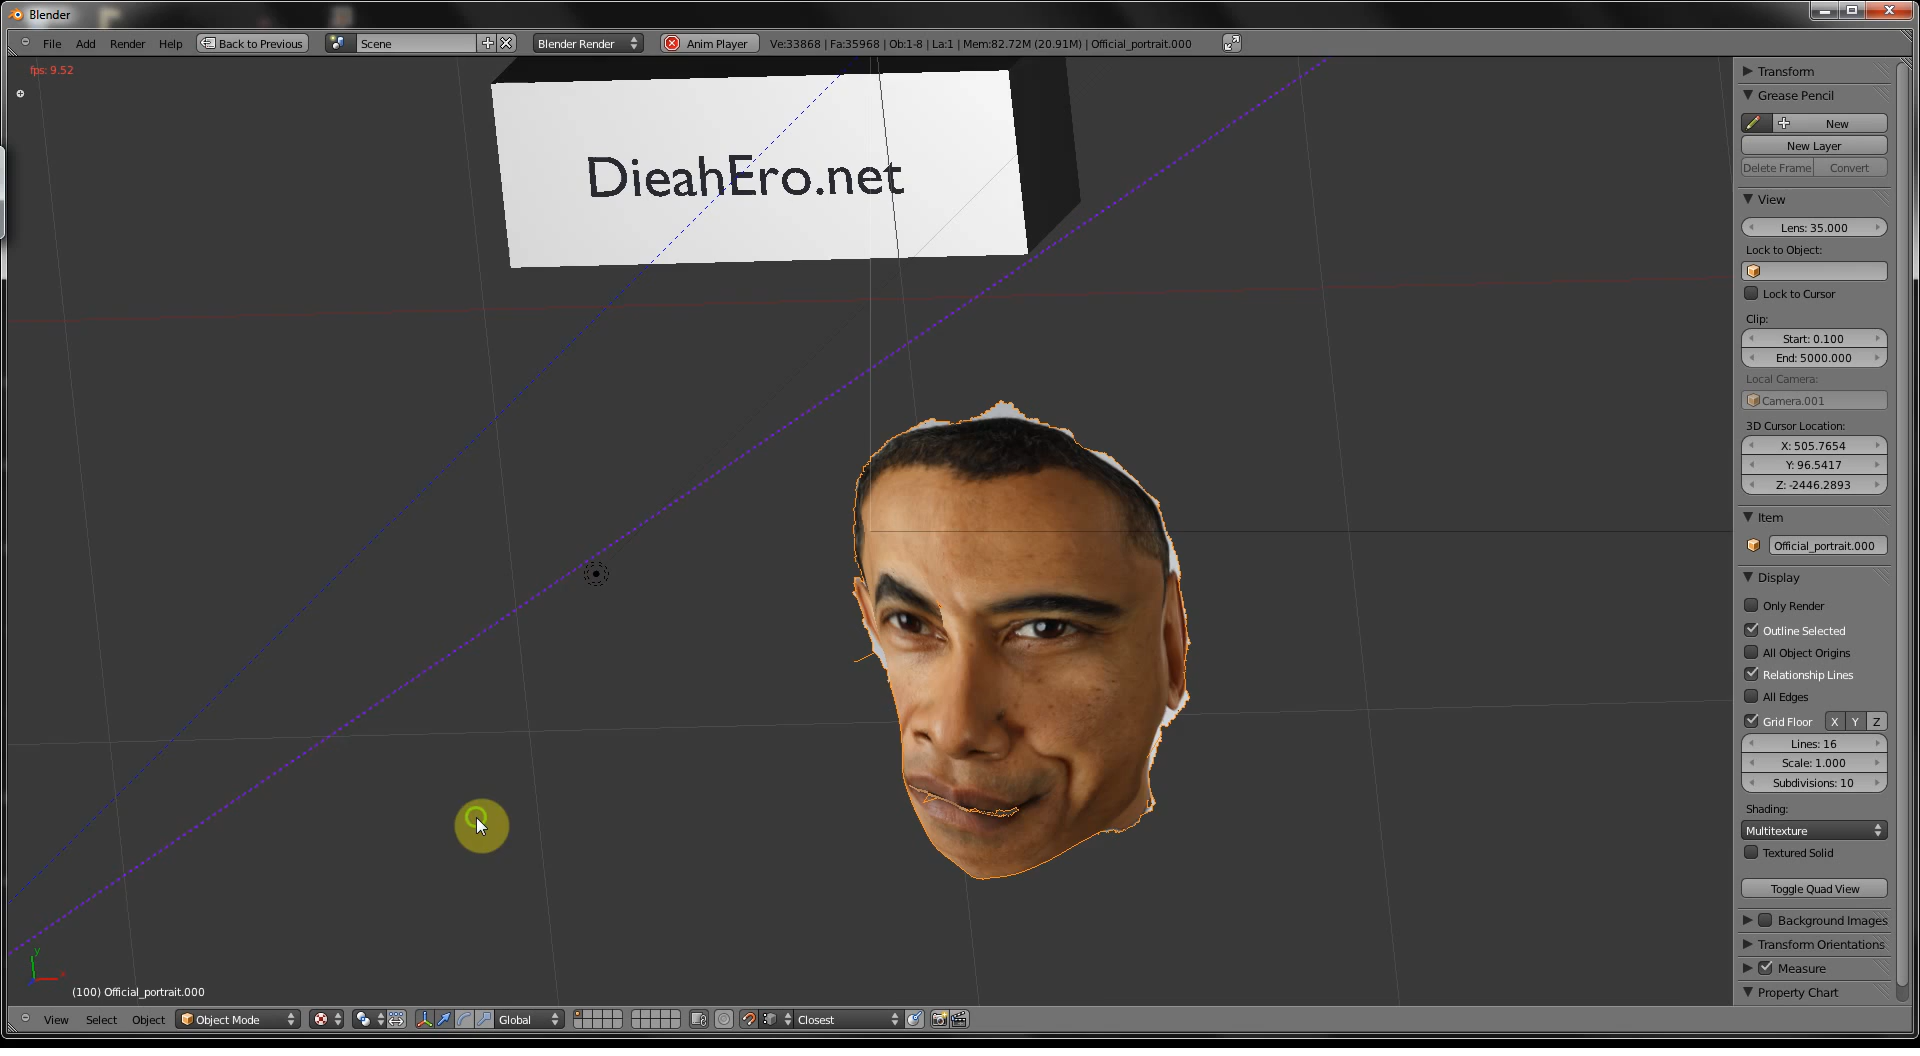 Blender
File Add Render Help Back to Previous Scene Blender Render Anim Player Ve:33868 | Fa:35968 | Ob:1-8 | La:1 | Mem:82.72M (20.91M) | Official_portrait.000
fps: 9.52
DieahEro.net
Transform
Grease Pencil
New
New Layer
Delete Frame Convert
View
Lens: 35.000
Lock to Object:
Lock to Cursor
Clip:
Start: 0.100
End: 5000.000
Local Camera:
Camera.001
3D Cursor Location:
X: 505.7654
Y: 96.5417
Z: -2446.2893
Item
Official_portrait.000
Display
Only Render
Outline Selected
All Object Origins
Relationship Lines
All Edges
Grid Floor X Y Z
Lines: 16
Scale: 1.000
Subdivisions: 10
Shading:
Multitexture
Textured Solid
Toggle Quad View
Background Images
Transform Orientations
Measure
Property Chart
y
x
(100) Official_portrait.000
View Select Object Object Mode Global Closest